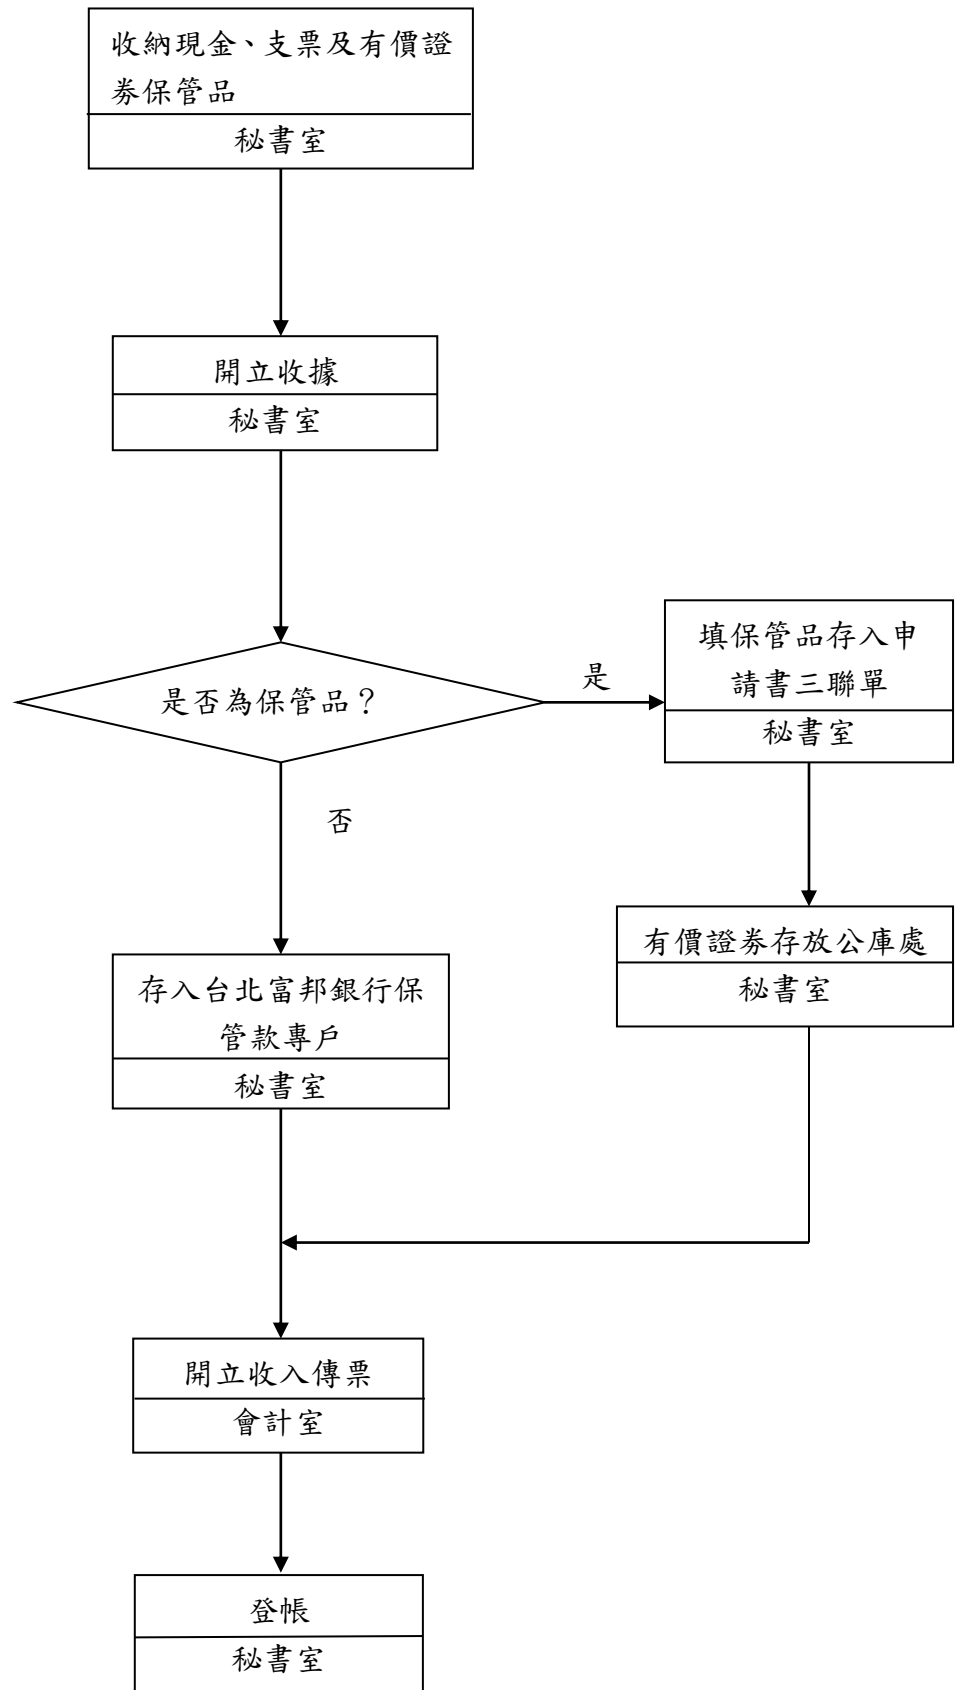 收納現金、支票及有價證
券保管品
秘書室
開立收據
秘書室
是否為保管品？
是
填保管品存入申
請書三聯單
秘書室
否
有價證券存放公庫處
秘書室
存入台北富邦銀行保
管款專戶
秘書室
開立收入傳票
會計室
登帳
秘書室